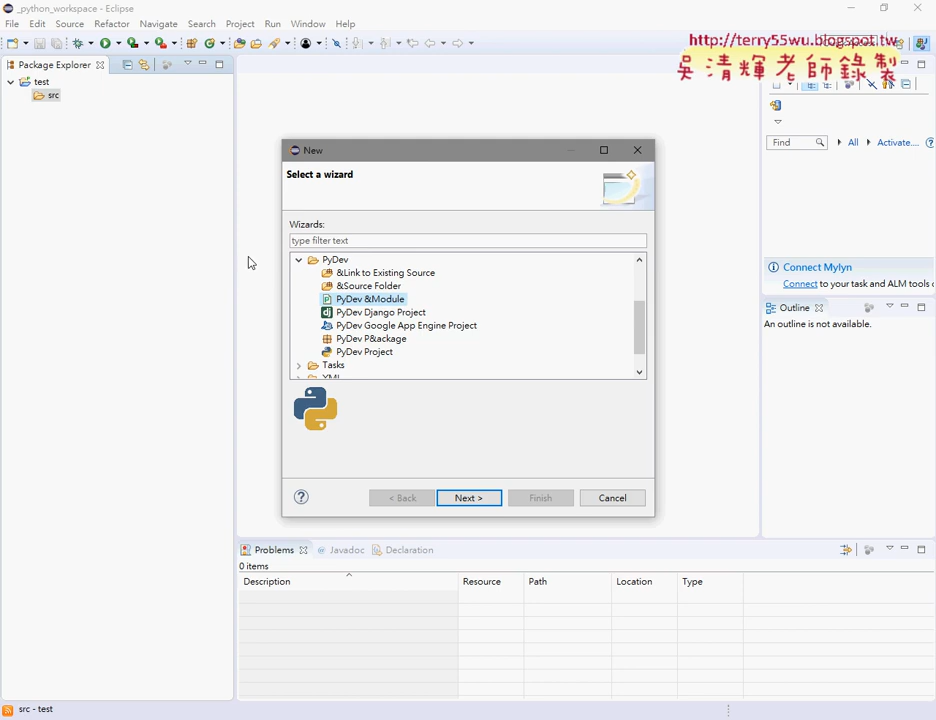 _python_workspace - Eclipse
File Edit Source Refactor Navigate Search Project Run Window Help
http://terry55wu.blogspot.tw
吳清輝老師錄製
Package Explorer
test
src
Find All Activate...
New
Select a wizard
Wizards:
type filter text
PyDev
&Link to Existing Source
&Source Folder
PyDev &Module
PyDev Django Project
PyDev Google App Engine Project
PyDev P&ackage
PyDev Project
Tasks
XML
< Back Next > Finish Cancel
Connect Mylyn
Connect to your task and ALM tools
Outline
An outline is not available.
Problems Javadoc Declaration
0 items
Description Resource Path Location Type
src - test